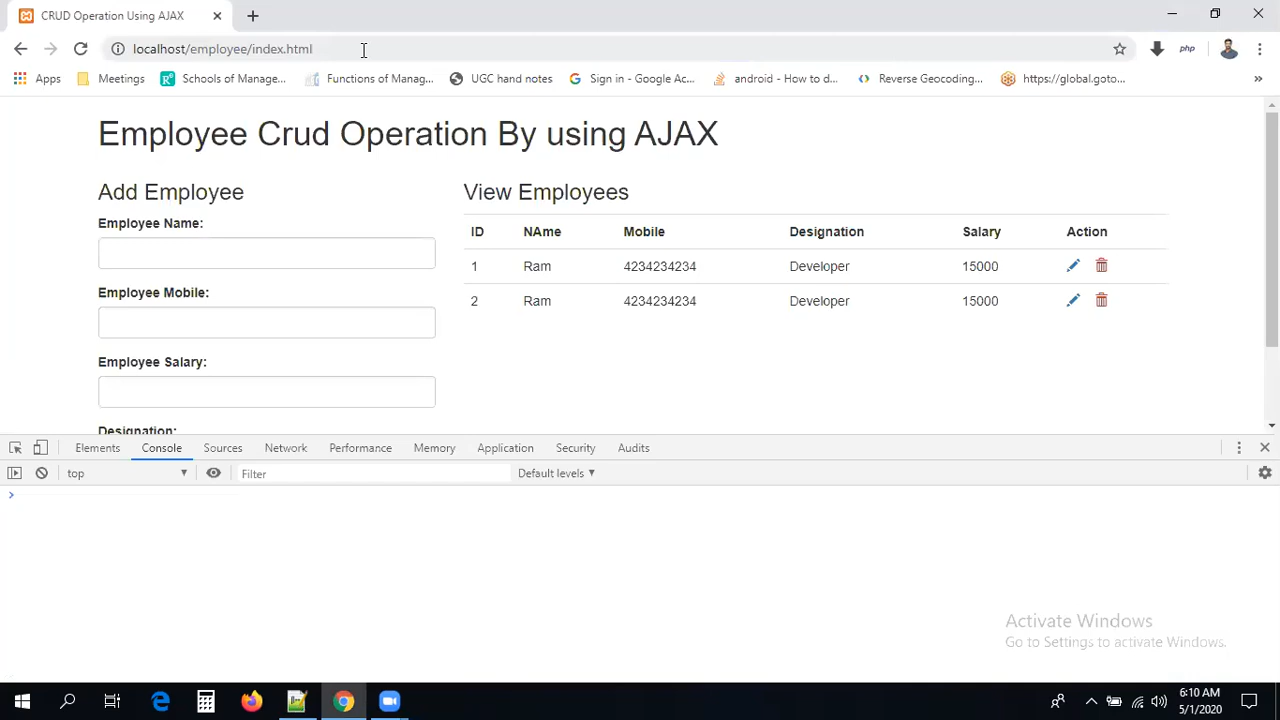 CRUD Operation Using AJAX
localhost/employee/index.html
php
Apps Meetings Schools of Manage... Functions of Manag... UGC hand notes Sign in - Google Ac... android - How to d... Reverse Geocoding... https://global.goto...
Employee Crud Operation By using AJAX
Add Employee
Employee Name:
Employee Mobile:
Employee Salary:
Designation:
View Employees
ID NAme Mobile Designation Salary Action
1 Ram 4234234234 Developer 15000
2 Ram 4234234234 Developer 15000
Elements Console Sources Network Performance Memory Application Security Audits
top Filter Default levels
Activate Windows
Go to Settings to activate Windows.
6:10 AM
5/1/2020